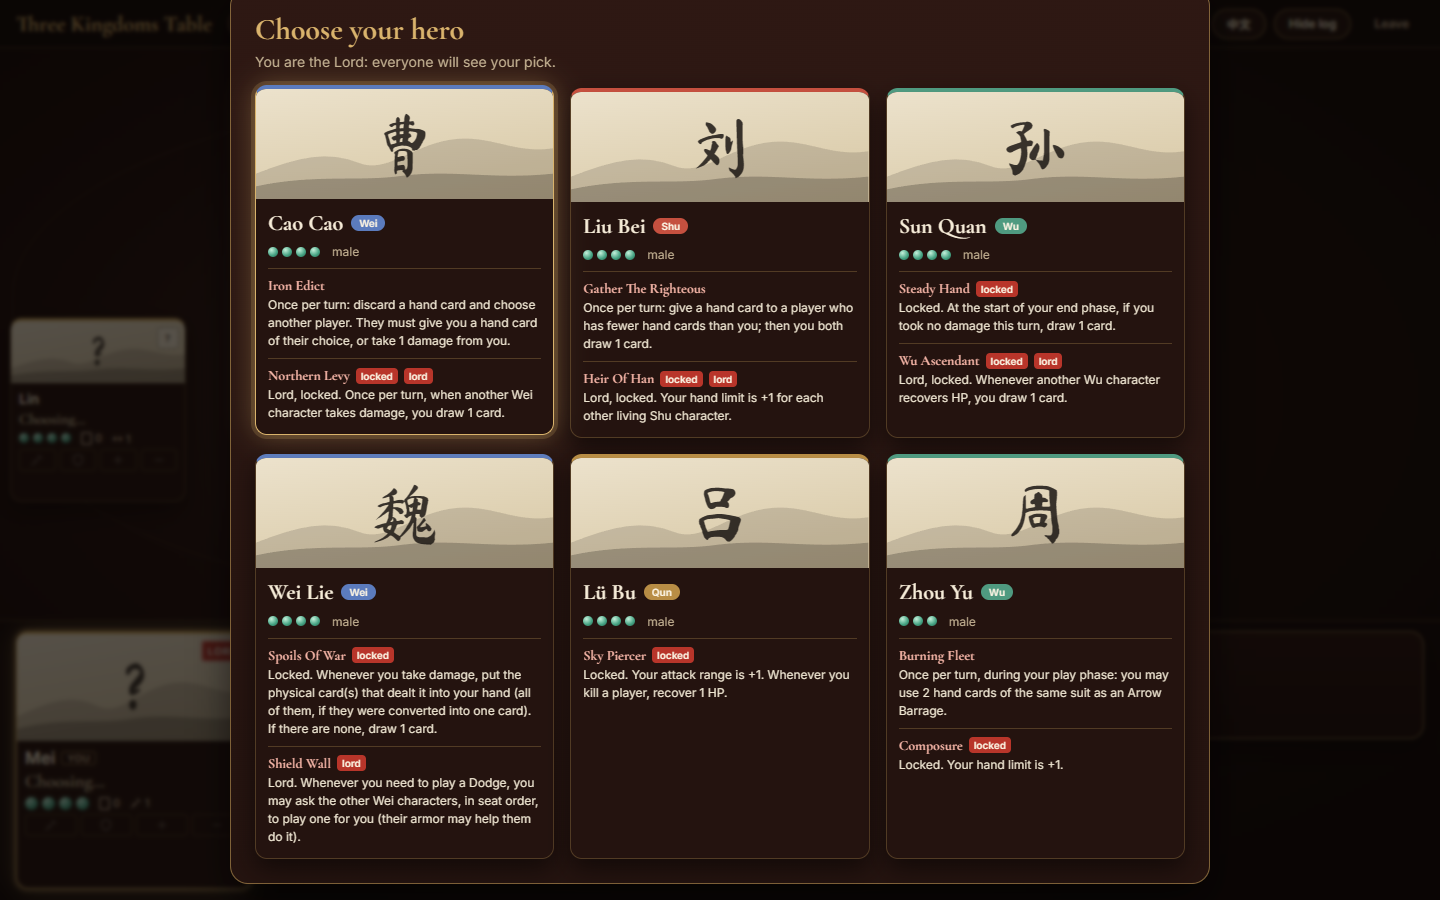 Three Kingdoms Table
中文
Hide log
Leave
Choose your hero
You are the Lord: everyone will see your pick.
曹
Cao Cao Wei
male
Iron Edict
Once per turn: discard a hand card and choose
another player. They must give you a hand card
of their choice, or take 1 damage from you.
Northern Levy locked lord
Lord, locked. Once per turn, when another Wei
character takes damage, you draw 1 card.
刘
Liu Bei Shu
male
Gather The Righteous
Once per turn: give a hand card to a player who
has fewer hand cards than you; then you both
draw 1 card.
Heir Of Han locked lord
Lord, locked. Your hand limit is +1 for each
other living Shu character.
孙
Sun Quan Wu
male
Steady Hand locked
Locked. At the start of your end phase, if you
took no damage this turn, draw 1 card.
Wu Ascendant locked lord
Lord, locked. Whenever another Wu character
recovers HP, you draw 1 card.
魏
Wei Lie Wei
male
Spoils Of War locked
Locked. Whenever you take damage, put the
physical card(s) that dealt it into your hand (all
of them, if they were converted into one card).
If there are none, draw 1 card.
Shield Wall lord
Lord. Whenever you need to play a Dodge, you
may ask the other Wei characters, in seat order,
to play one for you (their armor may help them
do it).
吕
Lü Bu Qun
male
Sky Piercer locked
Locked. Your attack range is +1. Whenever you
kill a player, recover 1 HP.
周
Zhou Yu Wu
male
Burning Fleet
Once per turn, during your play phase: you may
use 2 hand cards of the same suit as an Arrow
Barrage.
Composure locked
Locked. Your hand limit is +1.
?
Lin
Choosing...
?
Mei
Choosing...